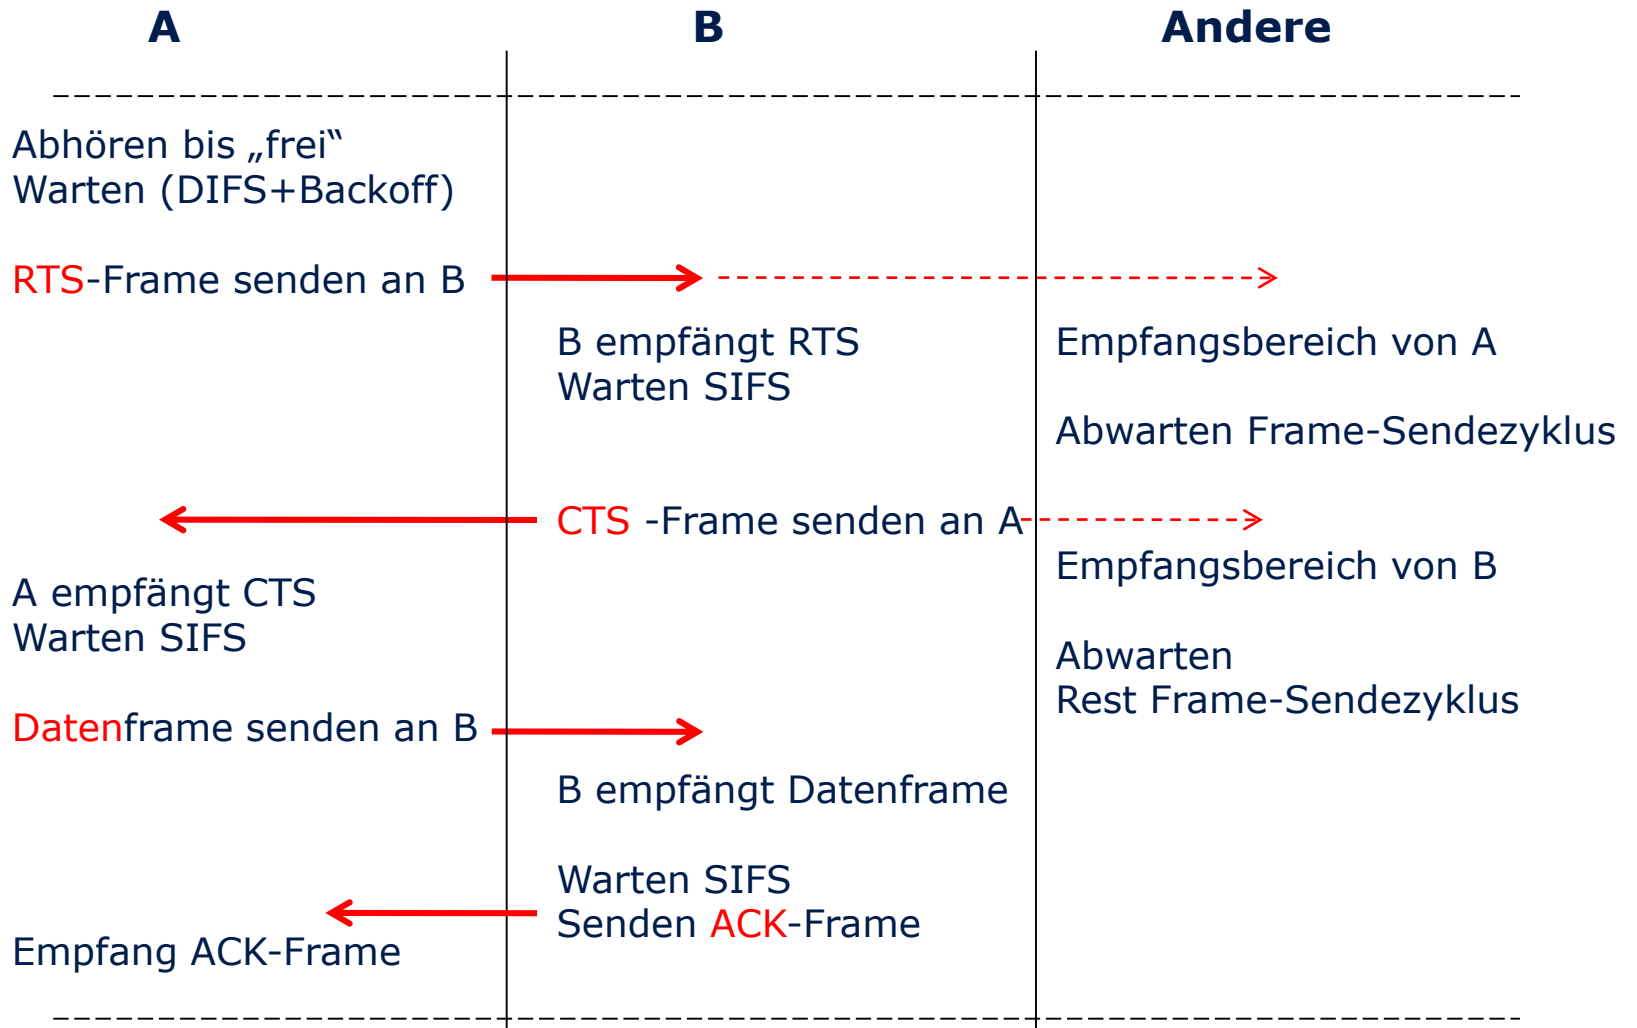 A
B
Andere
Abhören bis „frei“
Warten (DIFS+Backoff)
RTS-Frame senden an B
B empfängt RTS
Warten SIFS
Empfangsbereich von A
Abwarten Frame-Sendezyklus
CTS -Frame senden an A
Empfangsbereich von B
A empfängt CTS
Warten SIFS
Abwarten
Rest Frame-Sendezyklus
Datenframe senden an B
B empfängt Datenframe
Warten SIFS
Senden ACK-Frame
Empfang ACK-Frame